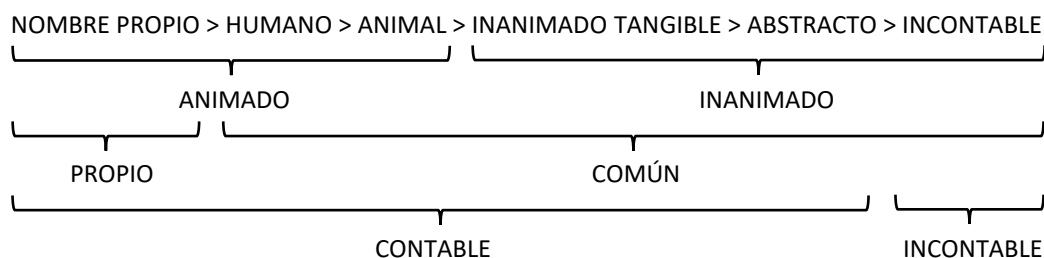 NOMBRE PROPIO > HUMANO > ANIMAL > INANIMADO TANGIBLE > ABSTRACTO > INCONTABLE
ANIMADO INANIMADO
PROPIO COMÚN
CONTABLE INCONTABLE